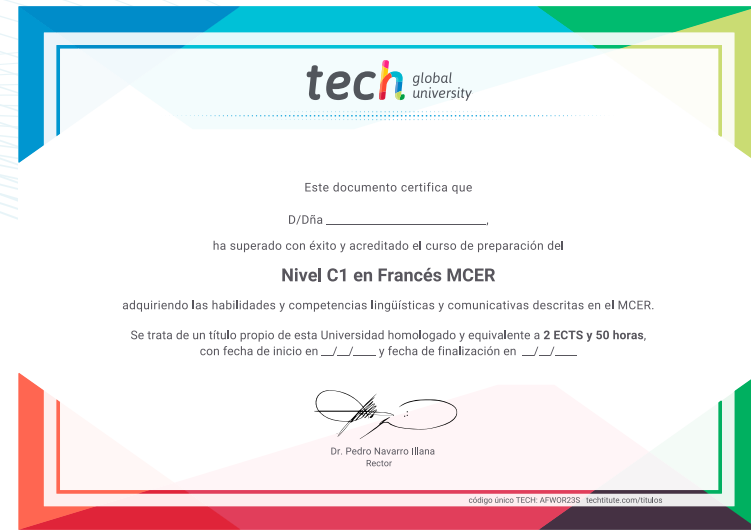 tech global university
Este documento certifica que
D/Dña ______________________,
ha superado con éxito y acreditado el curso de preparación del
Nivel C1 en Francés MCER
adquiriendo las habilidades y competencias lingüísticas y comunicativas descritas en el MCER.
Se trata de un título propio de esta Universidad homologado y equivalente a 2 ECTS y 50 horas,
con fecha de inicio en __/__/____ y fecha de finalización en __/__/____
Dr. Pedro Navarro Illana
Rector
código único TECH: AFWOR23S techtitute.com/titulos